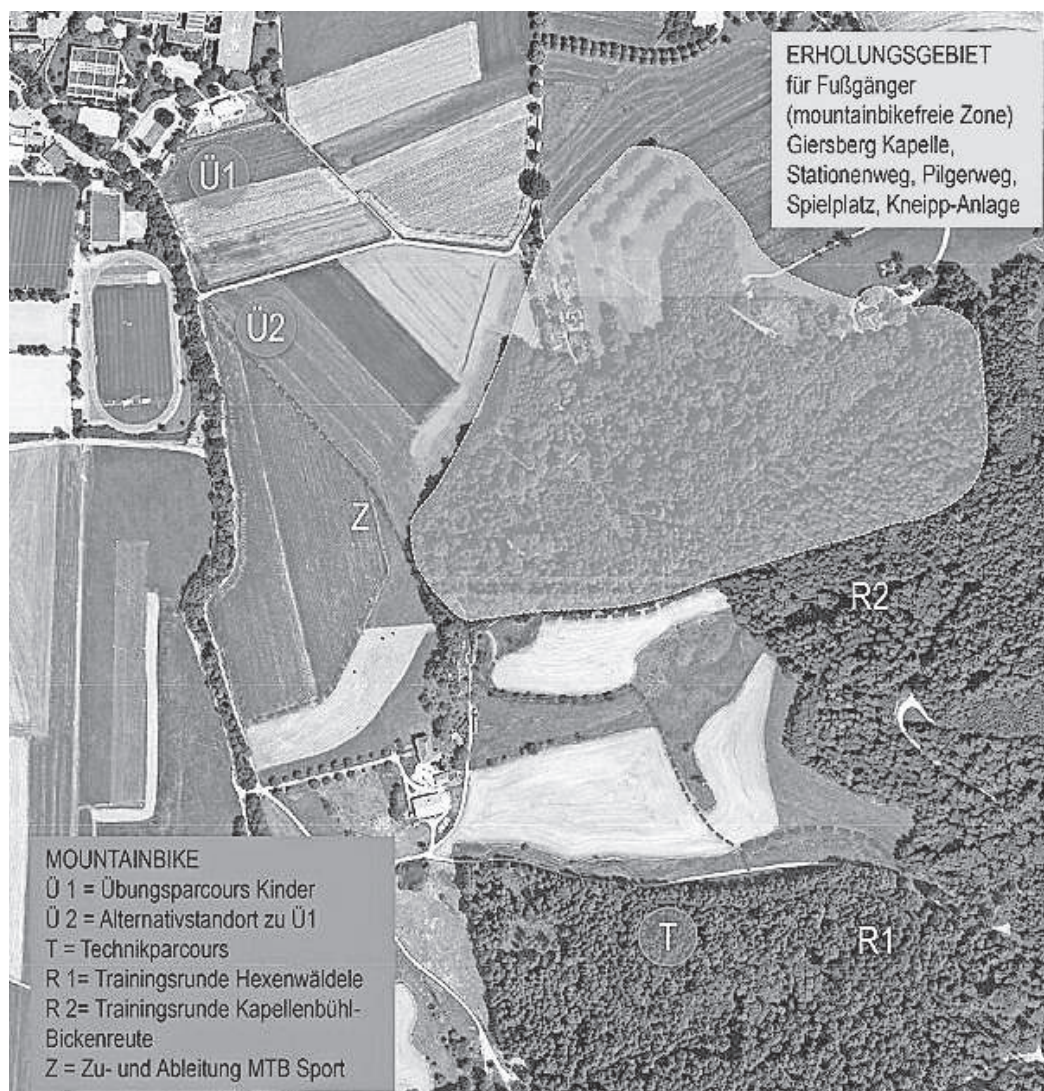 ERHOLUNGSGEBIET
für Fußgänger
(mountainbikefreie Zone)
Giersberg Kapelle,
Stationenweg, Pilgerweg,
Spielplatz, Kneipp-Anlage
Ü1
Ü2
Z
R2
T
R1
MOUNTAINBIKE
Ü 1 = Übungsparcours Kinder
Ü 2 = Alternativstandort zu Ü1
T = Technikparcours
R 1= Trainingsrunde Hexenwäldele
R 2= Trainingsrunde Kapellenbühl-
Bickenreute
Z = Zu- und Ableitung MTB Sport